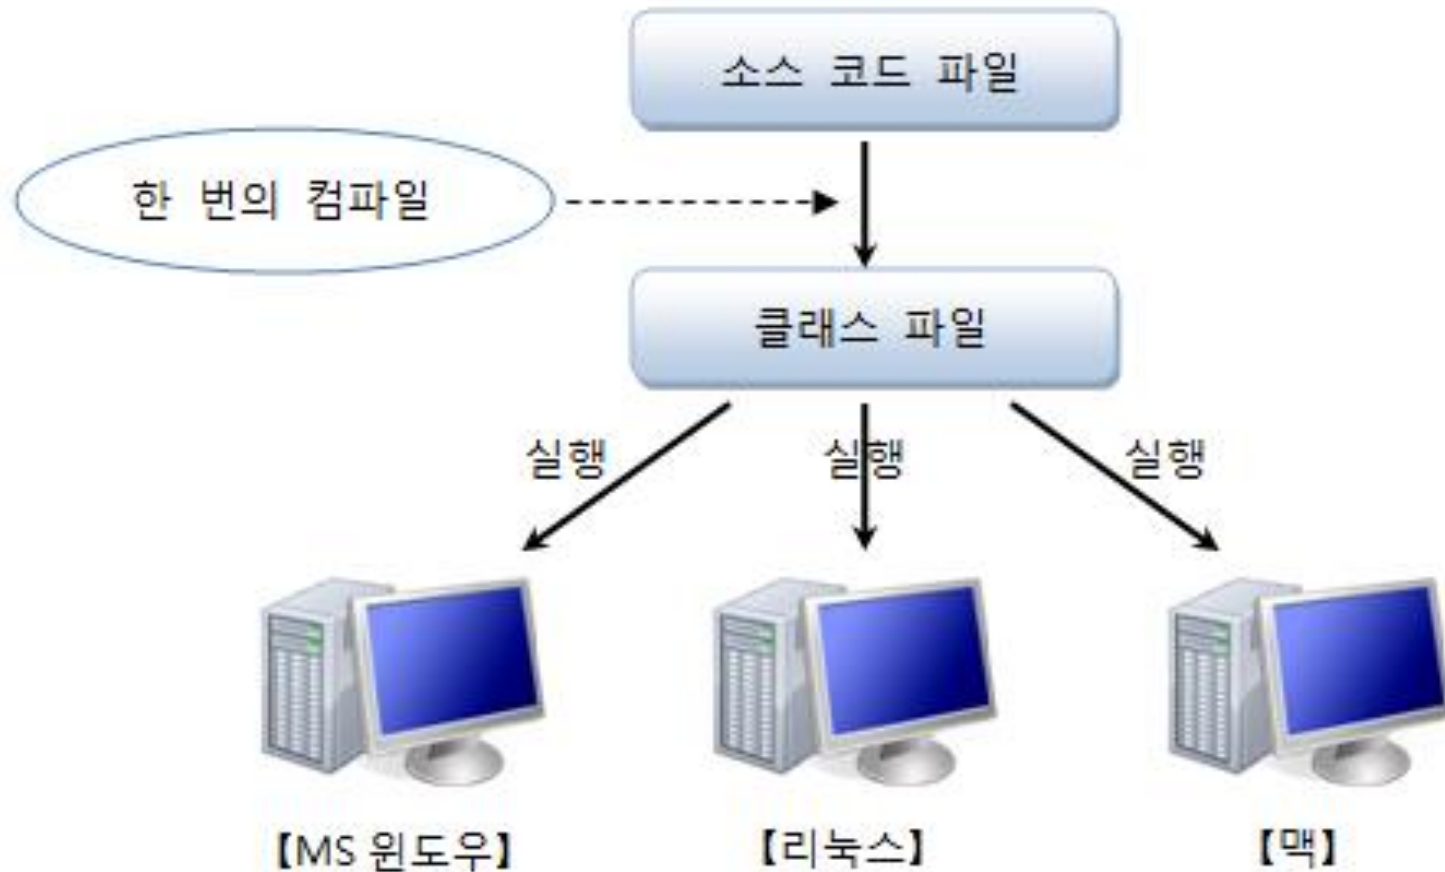 소스 코드 파일
한 번의 컴파일
클래스 파일
실행
실행
실행
【MS 윈도우】
【리눅스】
【맥】